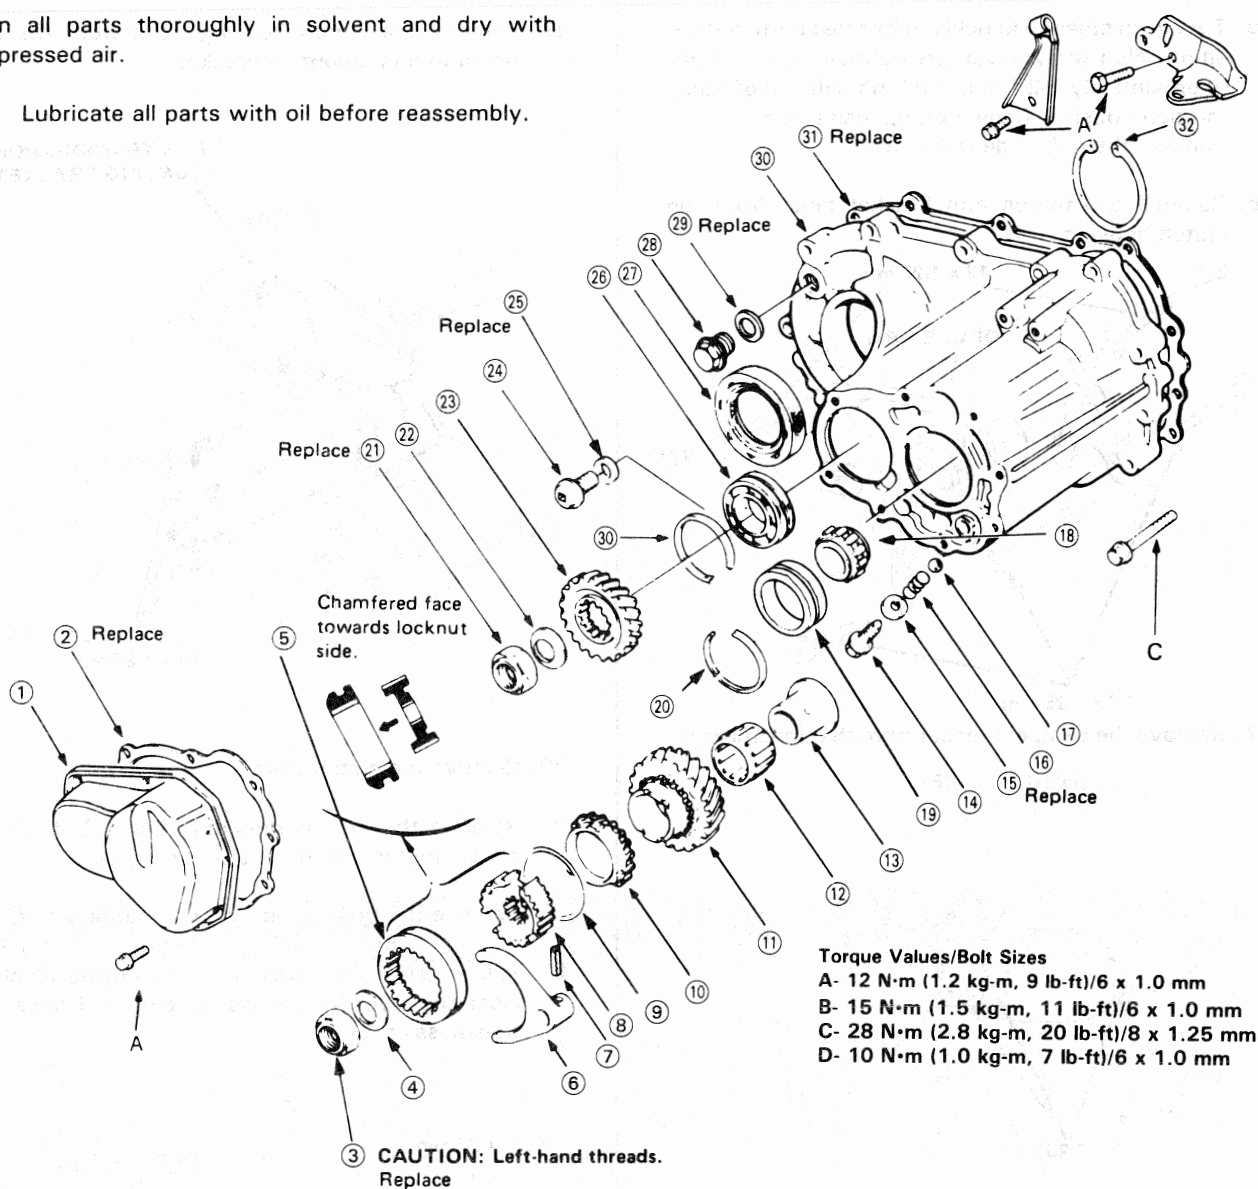 n all parts thoroughly in solvent and dry with
pressed air.
Lubricate all parts with oil before reassembly.
A
32
31 Replace
30
29 Replace
28
27
26
25
Replace
24
23
22
Replace 21
30
18
C
Chamfered face
towards locknut
side.
5
2 Replace
1
20
17
16
15 Replace
14
19
13
12
11
10
9
8
7
6
4
A
3 CAUTION: Left-hand threads.
Replace
Torque Values/Bolt Sizes
A- 12 N·m (1.2 kg-m, 9 lb-ft)/6 x 1.0 mm
B- 15 N·m (1.5 kg-m, 11 lb-ft)/6 x 1.0 mm
C- 28 N·m (2.8 kg-m, 20 lb-ft)/8 x 1.25 mm
D- 10 N·m (1.0 kg-m, 7 lb-ft)/6 x 1.0 mm